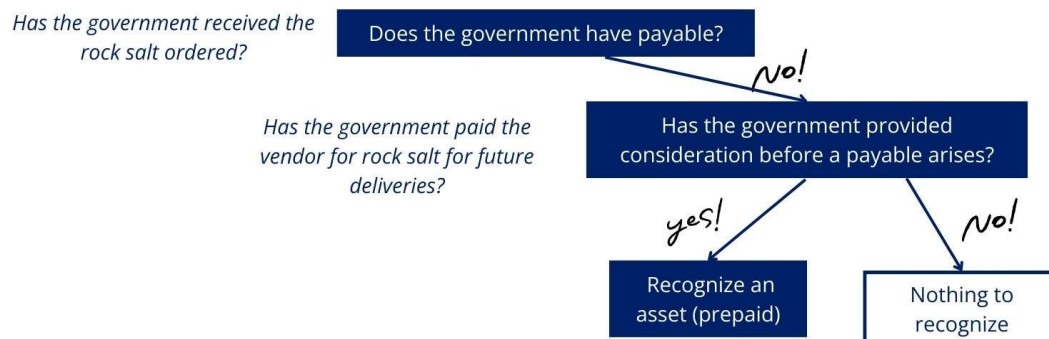 Has the government received the
rock salt ordered?
Does the government have payable?
No!
Has the government paid the
vendor for rock salt for future
deliveries?
Has the government provided
consideration before a payable arises?
yes!
No!
Recognize an
asset (prepaid)
Nothing to
recognize